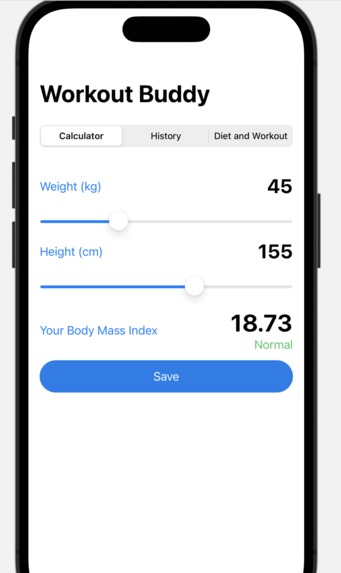 Workout Buddy
Calculator History Diet and Workout
Weight (kg) 45
Height (cm) 155
Your Body Mass Index 18.73
Normal
Save